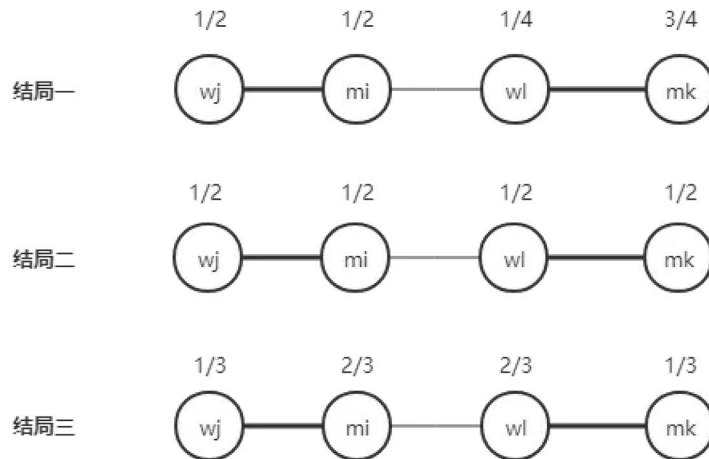 1/2 1/2 1/4 3/4
结局一 wj mi wl mk
1/2 1/2 1/2 1/2
结局二 wj mi wl mk
1/3 2/3 2/3 1/3
结局三 wj mi wl mk